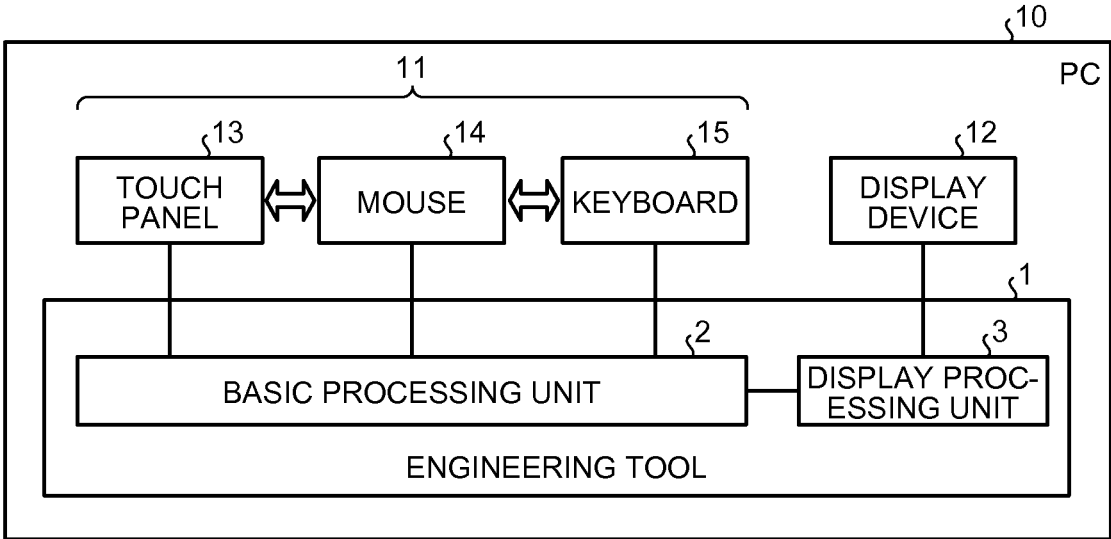 10
PC
11
13
14
15
12
TOUCH
PANEL
MOUSE
KEYBOARD
DISPLAY
DEVICE
1
2
3
BASIC PROCESSING UNIT
DISPLAY PROC-
ESSING UNIT
ENGINEERING TOOL